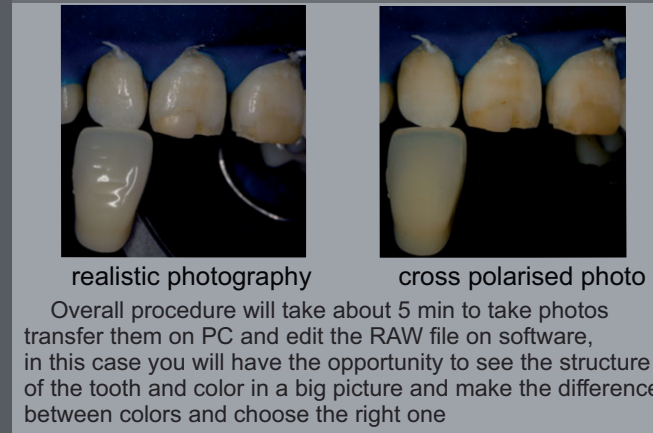 realistic photography
cross polarised photo
Overall procedure will take about 5 min to take photos
transfer them on PC and edit the RAW file on software,
in this case you will have the opportunity to see the structure
of the tooth and color in a big picture and make the difference
between colors and choose the right one